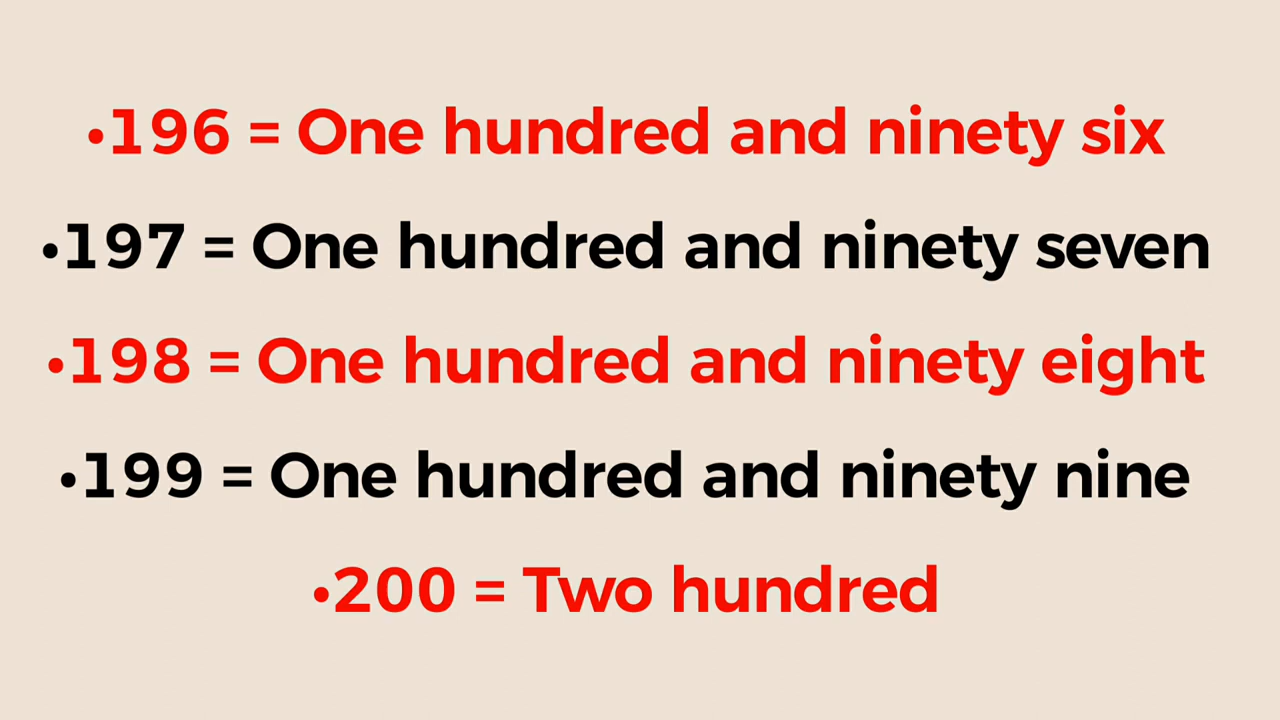 •196 = One hundred and ninety six
•197 = One hundred and ninety seven
•198 = One hundred and ninety eight
•199 = One hundred and ninety nine
•200 = Two hundred